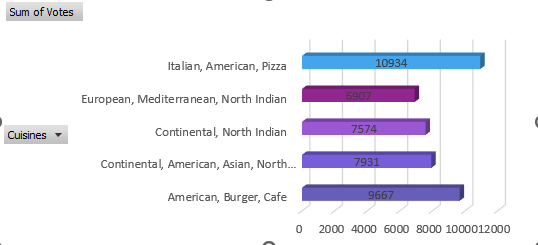 Sum of Votes
Italian, American, Pizza
10934
European, Mediterranean, North Indian
6907
Cuisines
Continental, North Indian
7574
Continental, American, Asian, North...
7931
American, Burger, Cafe
9667
0 2000 4000 6000 8000 10000 12000